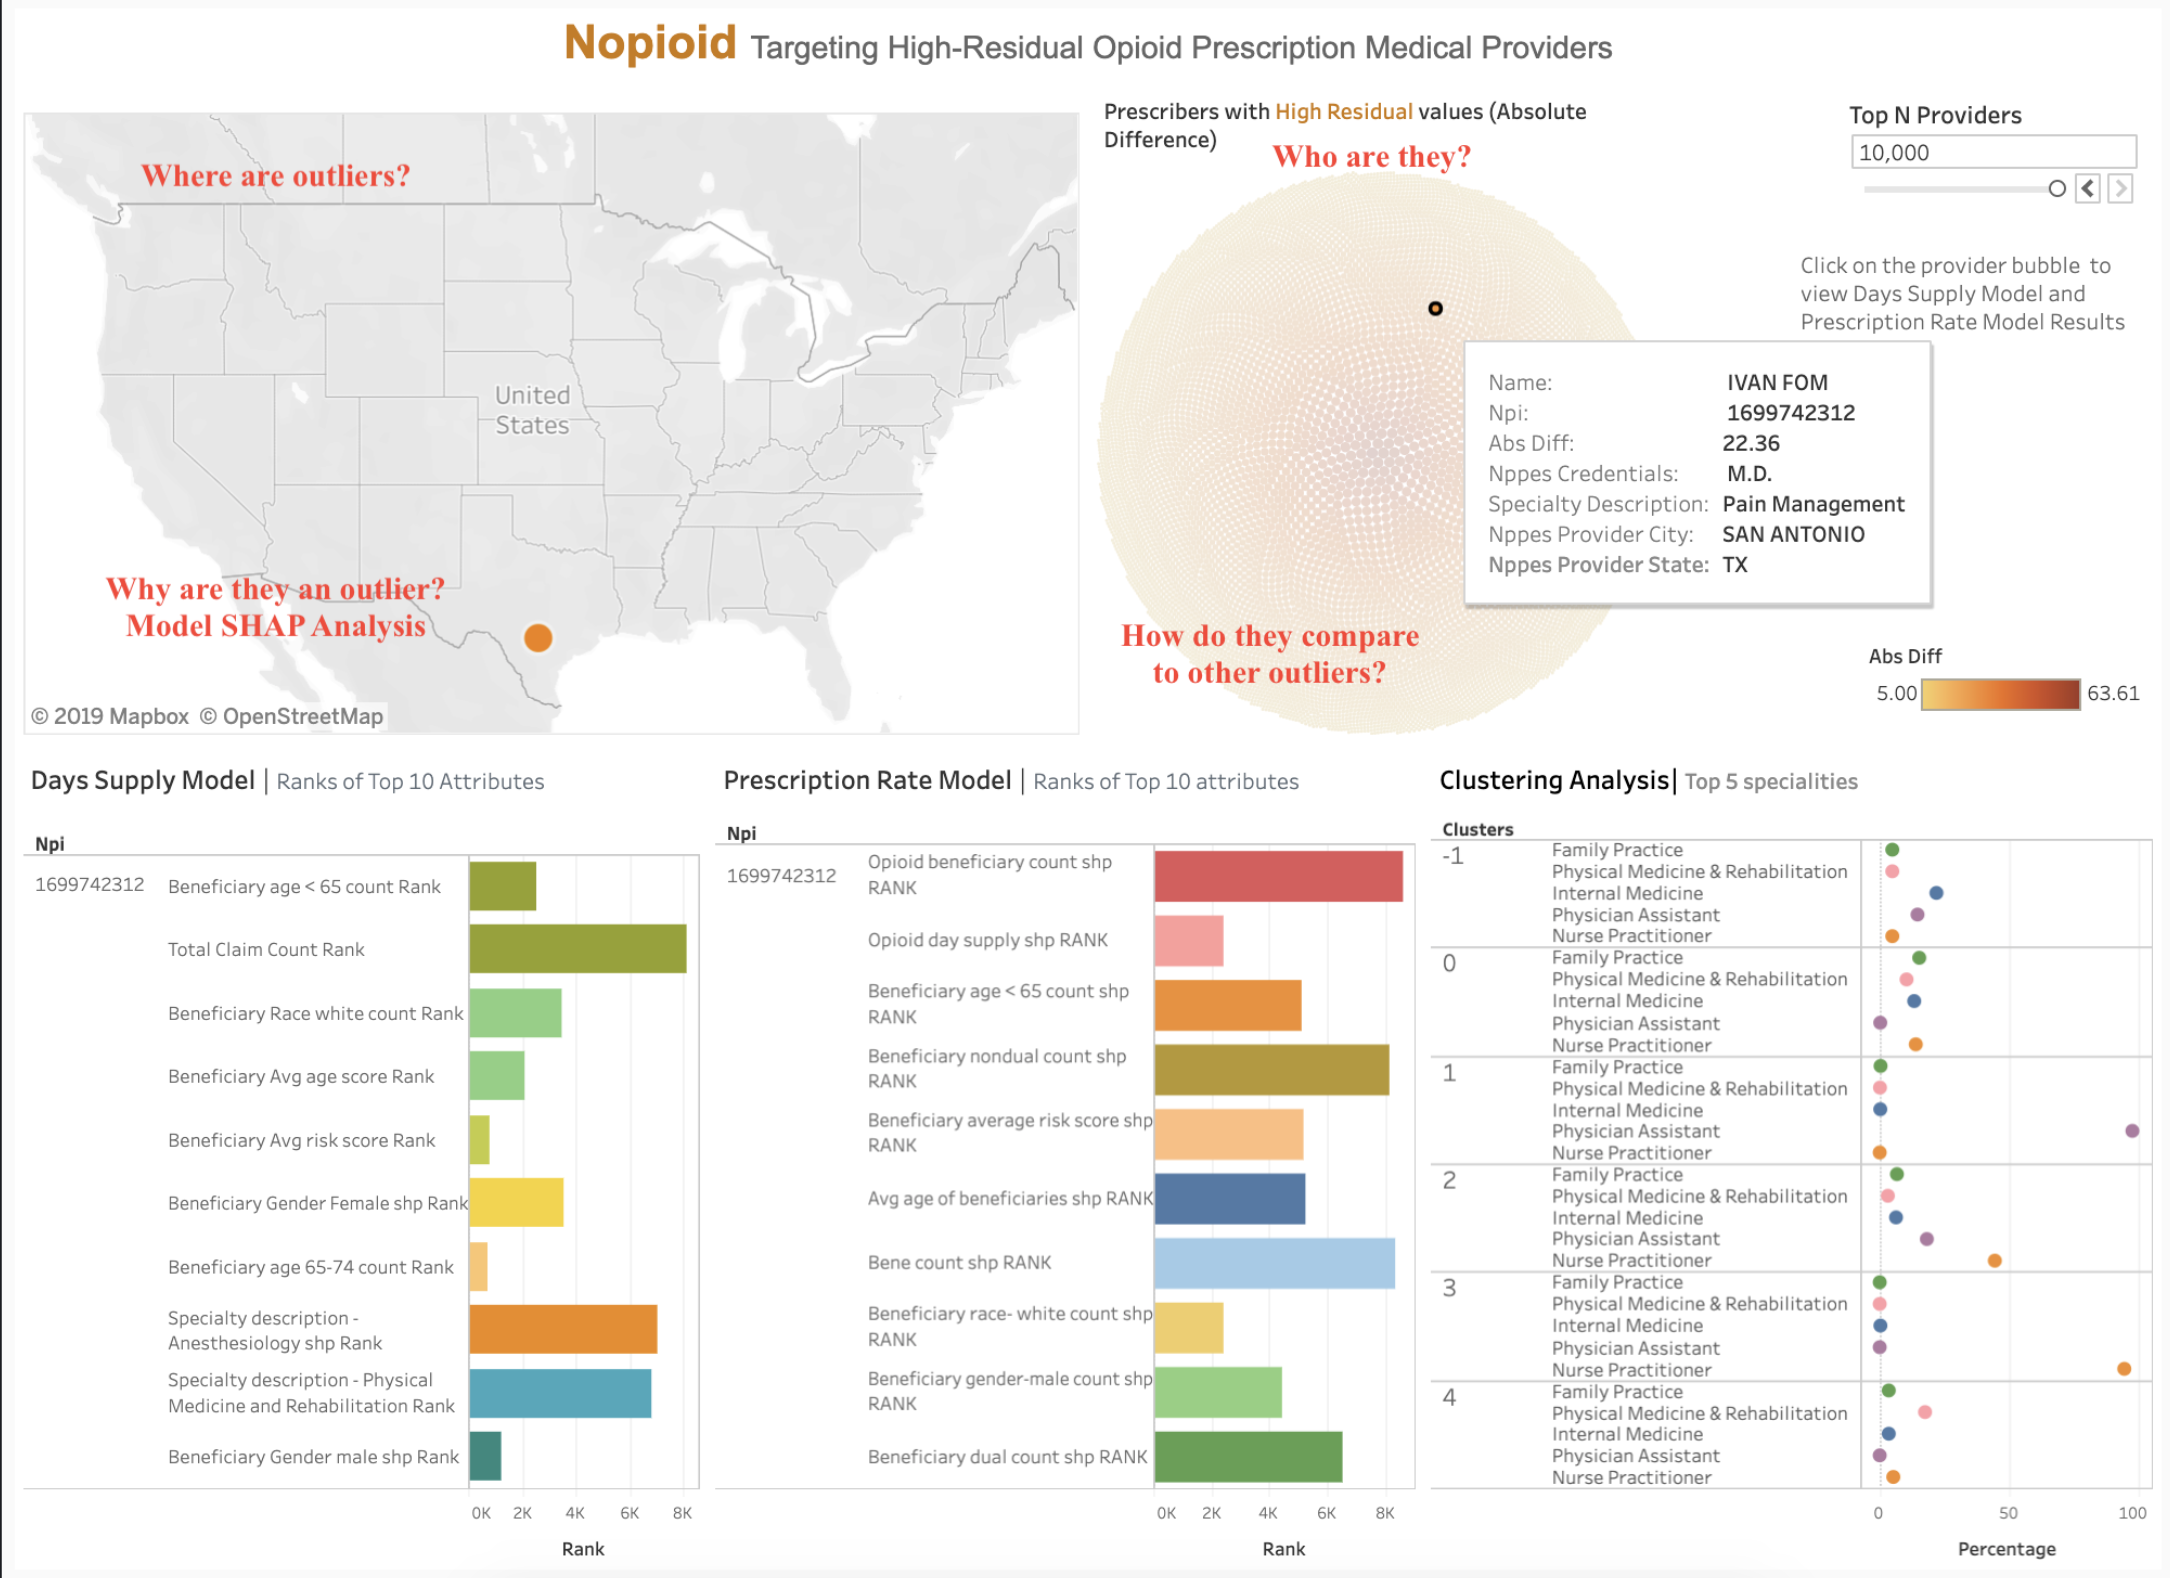 Nopioid Targeting High-Residual Opioid Prescription Medical Providers
Where are outliers?
United
States
Why are they an outlier?
Model SHAP Analysis
© 2019 Mapbox © OpenStreetMap
Prescribers with High Residual values (Absolute
Difference)
Who are they?
How do they compare
to other outliers?
Name: IVAN FOM
Npi: 1699742312
Abs Diff: 22.36
Nppes Credentials: M.D.
Specialty Description: Pain Management
Nppes Provider City: SAN ANTONIO
Nppes Provider State: TX
Top N Providers
10,000
Click on the provider bubble to
view Days Supply Model and
Prescription Rate Model Results
Abs Diff
5.00 63.61
Days Supply Model | Ranks of Top 10 Attributes
Npi
1699742312
Beneficiary age < 65 count Rank
Total Claim Count Rank
Beneficiary Race white count Rank
Beneficiary Avg age score Rank
Beneficiary Avg risk score Rank
Beneficiary Gender Female shp Rank
Beneficiary age 65-74 count Rank
Specialty description -
Anesthesiology shp Rank
Specialty description - Physical
Medicine and Rehabilitation Rank
Beneficiary Gender male shp Rank
0K 2K 4K 6K 8K
Rank
Prescription Rate Model | Ranks of Top 10 attributes
Npi
1699742312
Opioid beneficiary count shp
RANK
Opioid day supply shp RANK
Beneficiary age < 65 count shp
RANK
Beneficiary nondual count shp
RANK
Beneficiary average risk score shp
RANK
Avg age of beneficiaries shp RANK
Bene count shp RANK
Beneficiary race- white count shp
RANK
Beneficiary gender-male count shp
RANK
Beneficiary dual count shp RANK
0K 2K 4K 6K 8K
Rank
Clustering Analysis| Top 5 specialities
Clusters
-1
Family Practice
Physical Medicine & Rehabilitation
Internal Medicine
Physician Assistant
Nurse Practitioner
0
Family Practice
Physical Medicine & Rehabilitation
Internal Medicine
Physician Assistant
Nurse Practitioner
1
Family Practice
Physical Medicine & Rehabilitation
Internal Medicine
Physician Assistant
Nurse Practitioner
2
Family Practice
Physical Medicine & Rehabilitation
Internal Medicine
Physician Assistant
Nurse Practitioner
3
Family Practice
Physical Medicine & Rehabilitation
Internal Medicine
Physician Assistant
Nurse Practitioner
4
Family Practice
Physical Medicine & Rehabilitation
Internal Medicine
Physician Assistant
Nurse Practitioner
0 50 100
Percentage